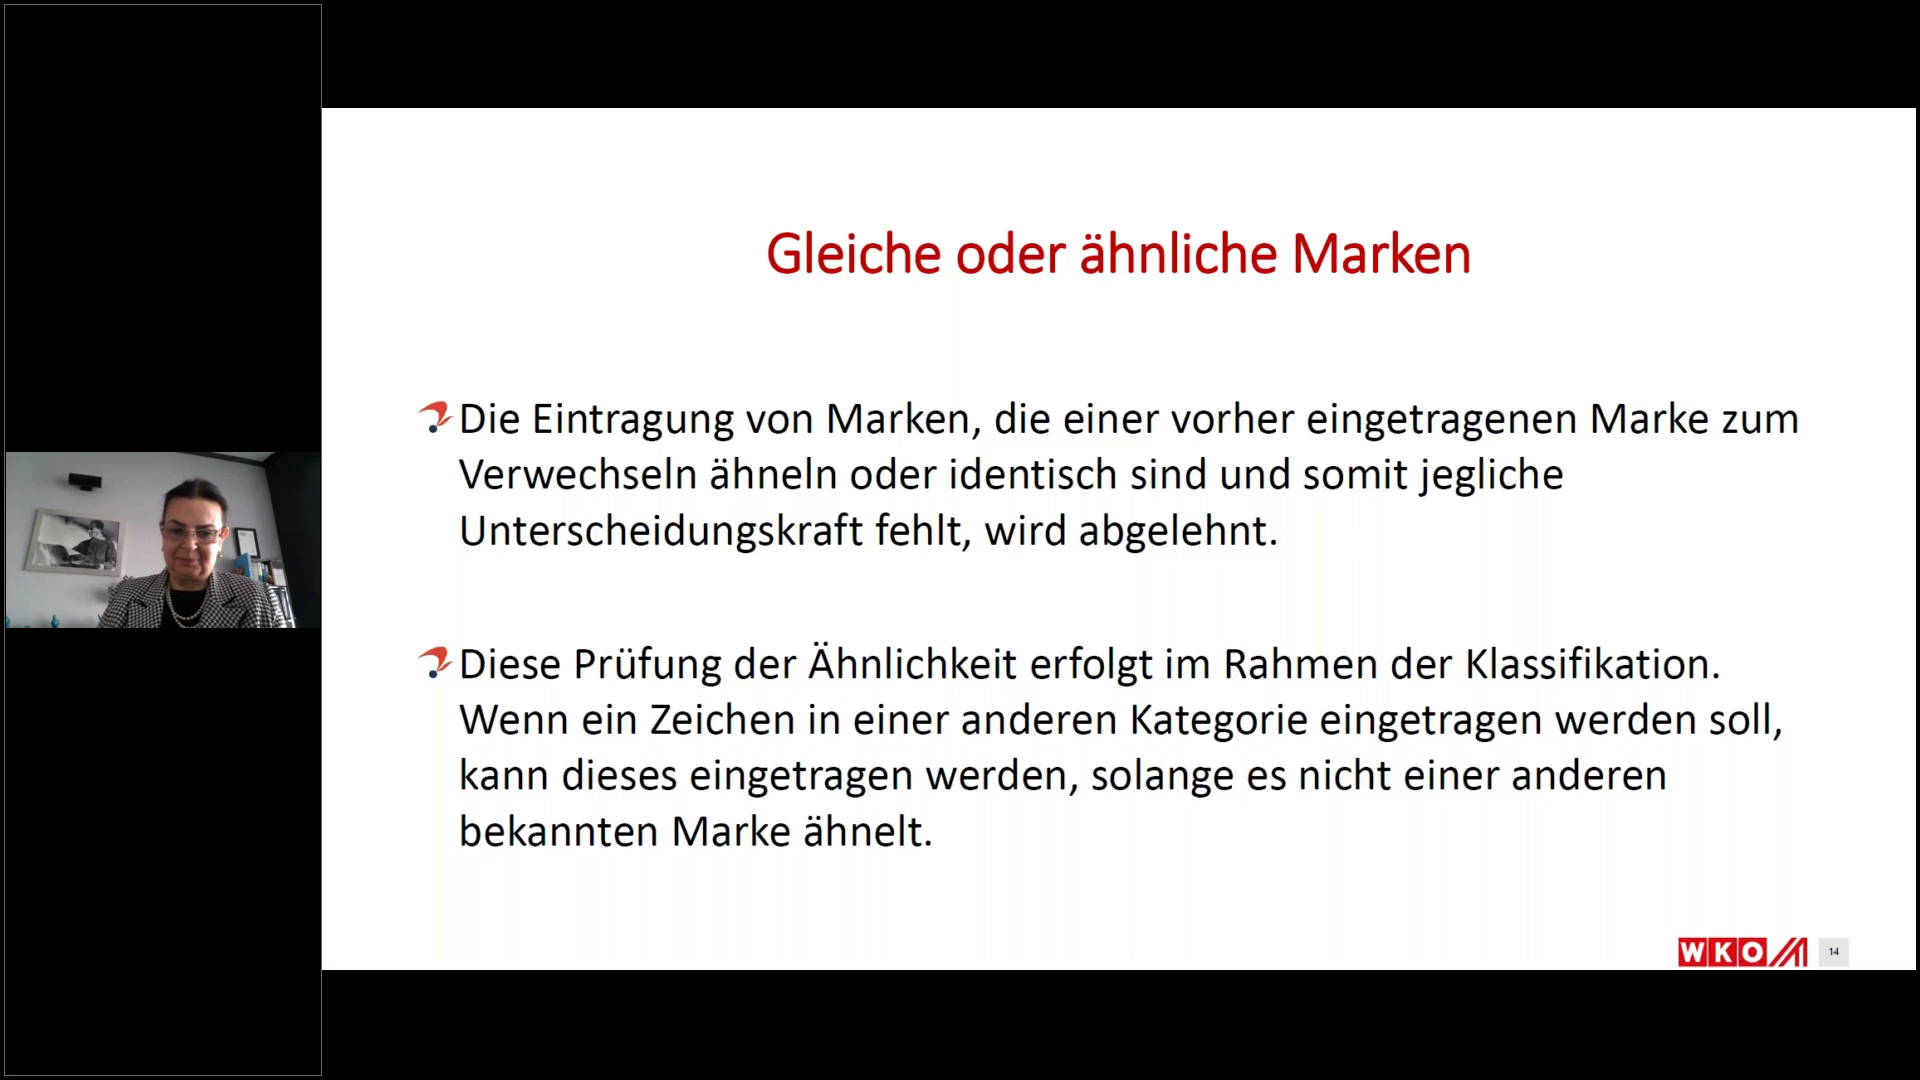 Gleiche oder ähnliche Marken
Die Eintragung von Marken, die einer vorher eingetragenen Marke zum
Verwechseln ähneln oder identisch sind und somit jegliche
Unterscheidungskraft fehlt, wird abgelehnt.
Diese Prüfung der Ähnlichkeit erfolgt im Rahmen der Klassifikation.
Wenn ein Zeichen in einer anderen Kategorie eingetragen werden soll,
kann dieses eingetragen werden, solange es nicht einer anderen
bekannten Marke ähnelt.
WKO
14